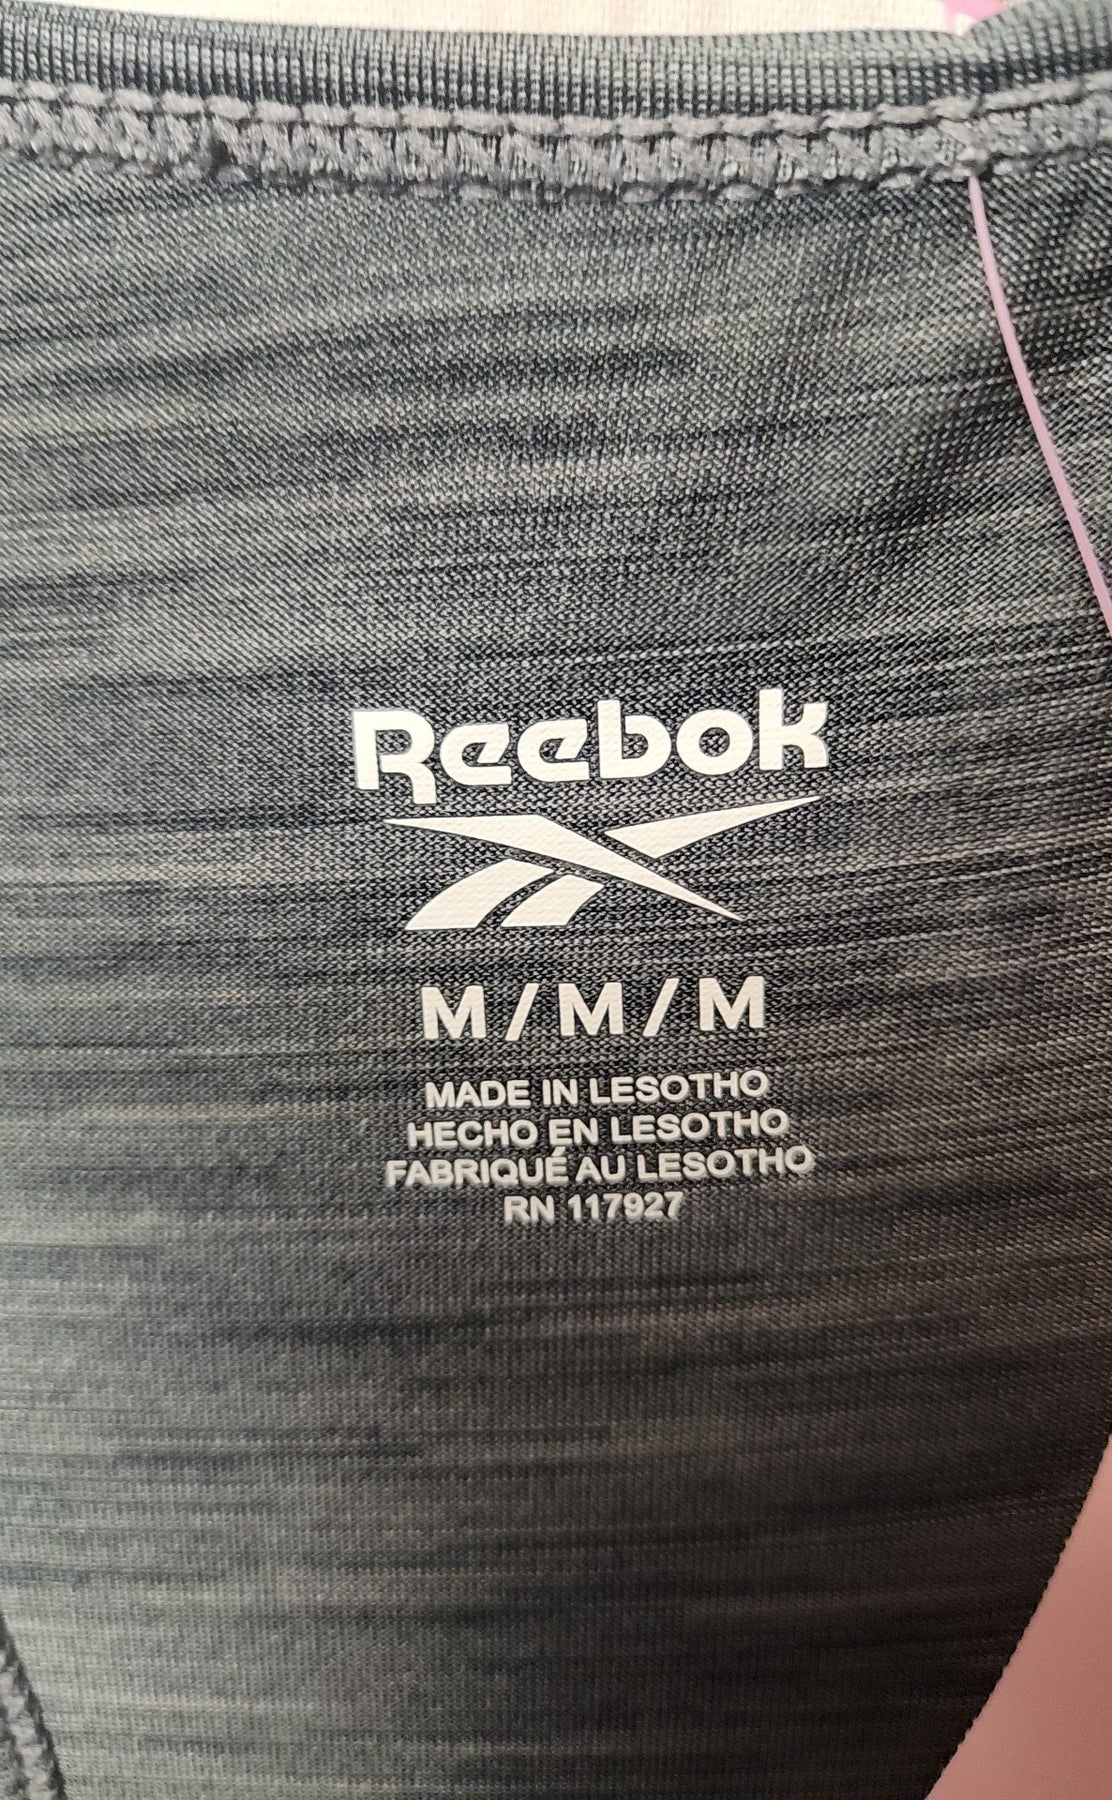 Reebok
M / M / M
MADE IN LESOTHO
HECHO EN LESOTHO
FABRIQUÉ AU LESOTHO
RN 117927